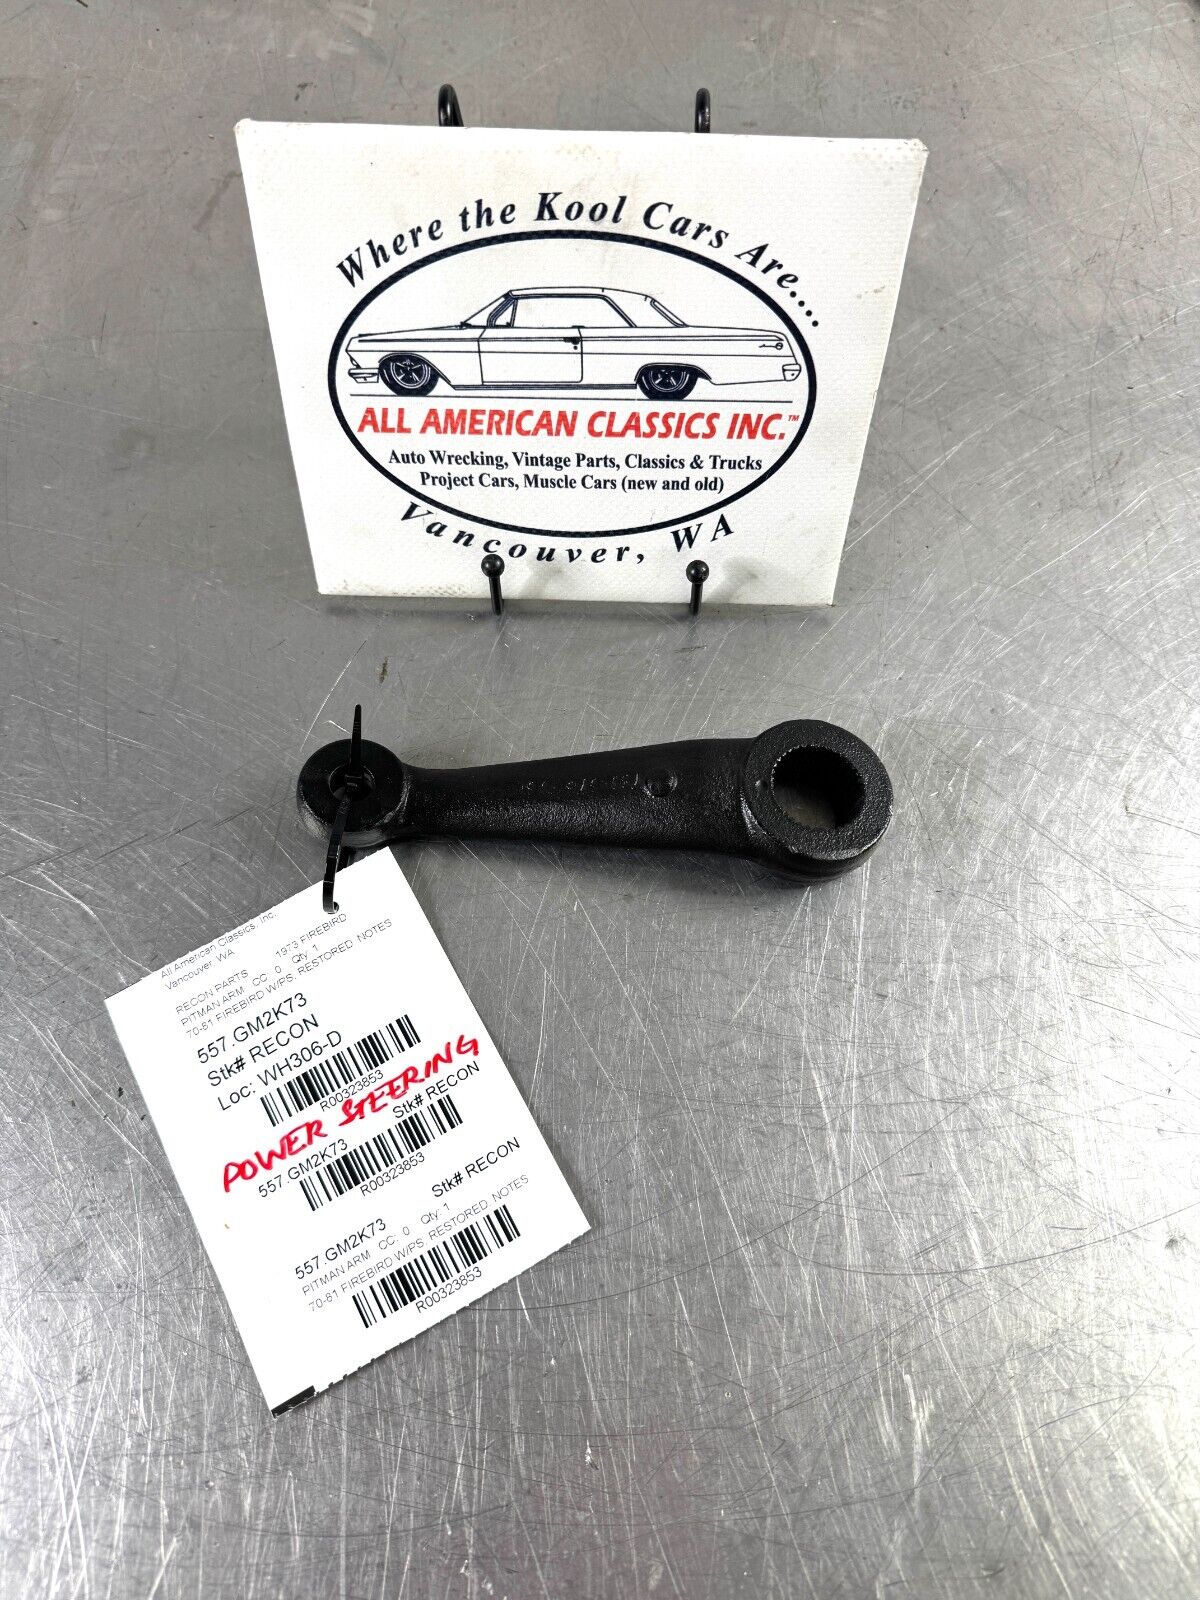 Where the Kool Cars Are....
ALL AMERICAN CLASSICS INC.™
Auto Wrecking, Vintage Parts, Classics & Trucks
Project Cars, Muscle Cars (new and old)
Vancouver, WA
All American Classics, Inc.
Vancouver, WA
RECON PARTS 1973 FIREBIRD
PITMAN ARM CC: 0 Qty 1
70-81 FIREBIRD W/PS. RESTORED NOTES
557.GM2K73
Stk# RECON
Loc: WH306-D
R00323853
POWER STEERING
557.GM2K73 Stk# RECON
R00323853
557.GM2K73 Stk# RECON
PITMAN ARM CC: 0 Qty: 1
70-81 FIREBIRD W/PS. RESTORED NOTES
R00323853